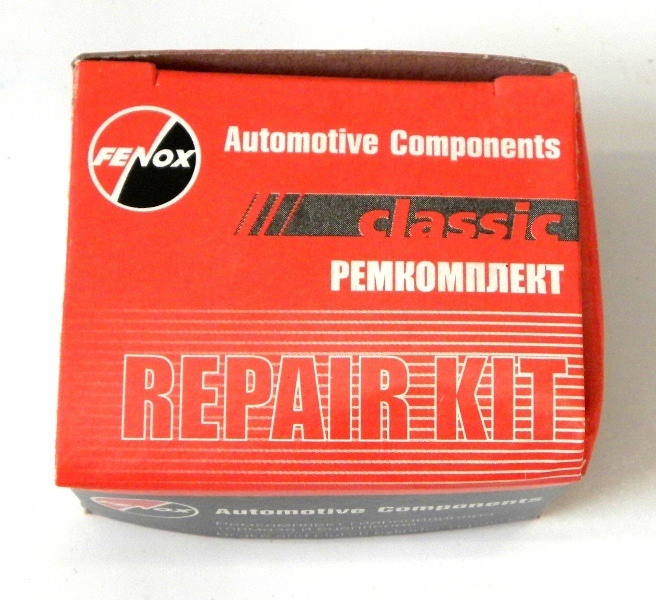 FENOX
Automotive Components
classic
РЕМКОМПЛЕКТ
REPAIR KIT
FENOX
Automotive Components